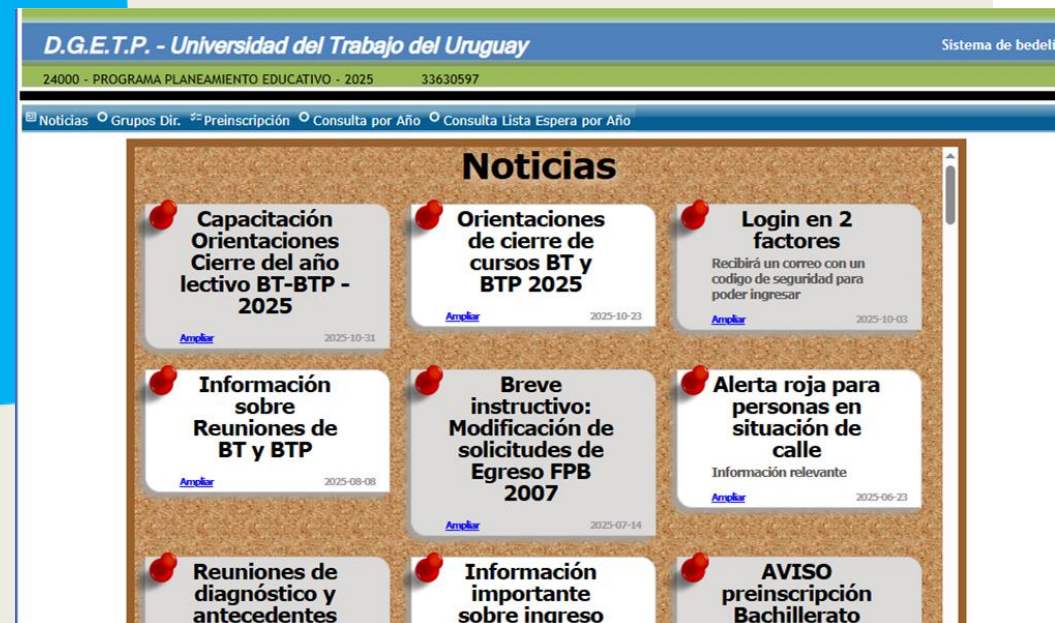 D.G.E.T.P. - Universidad del Trabajo del Uruguay
Sistema de bedelí
24000 - PROGRAMA PLANEAMIENTO EDUCATIVO - 2025 33630597
Noticias Grupos Dir. Preinscripción Consulta por Año Consulta Lista Espera por Año
Noticias
Capacitación
Orientaciones
Cierre del año
lectivo BT-BTP -
2025
Ampliar 2025-10-31
Orientaciones
de cierre de
cursos BT y
BTP 2025
Ampliar 2025-10-23
Login en 2
factores
Recibirá un correo con un
codigo de seguridad para
poder ingresar
Ampliar 2025-10-03
Información
sobre
Reuniones de
BT y BTP
Ampliar 2025-08-08
Breve
instructivo:
Modificación de
solicitudes de
Egreso FPB
2007
Ampliar 2025-07-14
Alerta roja para
personas en
situación de
calle
Información relevante
Ampliar 2025-06-23
Reuniones de
diagnóstico y
antecedentes
Información
importante
sobre ingreso
AVISO
preinscripción
Bachillerato